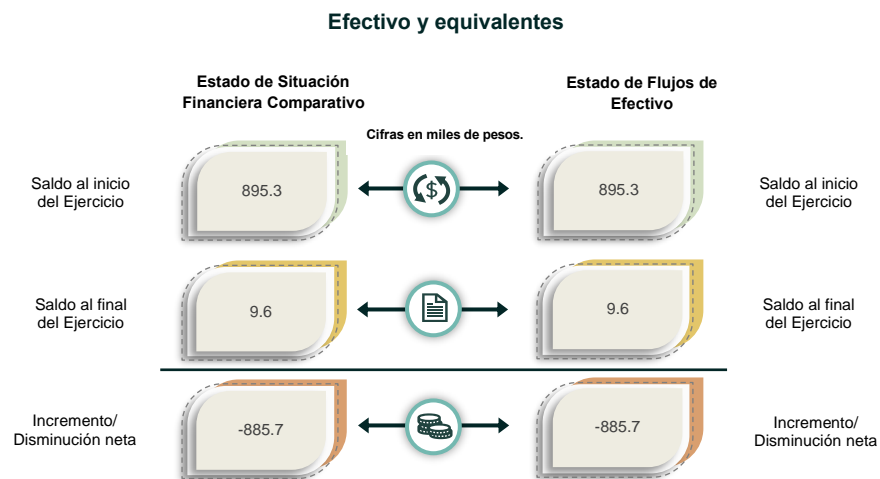 Efectivo y equivalentes
Estado de Situación
Financiera Comparativo
Estado de Flujos de
Efectivo
Cifras en miles de pesos.
Saldo al inicio
del Ejercicio
895.3
$
895.3
Saldo al inicio
del Ejercicio
Saldo al final
del Ejercicio
9.6
9.6
Saldo al final
del Ejercicio
Incremento/
Disminución neta
-885.7
-885.7
Incremento/
Disminución neta